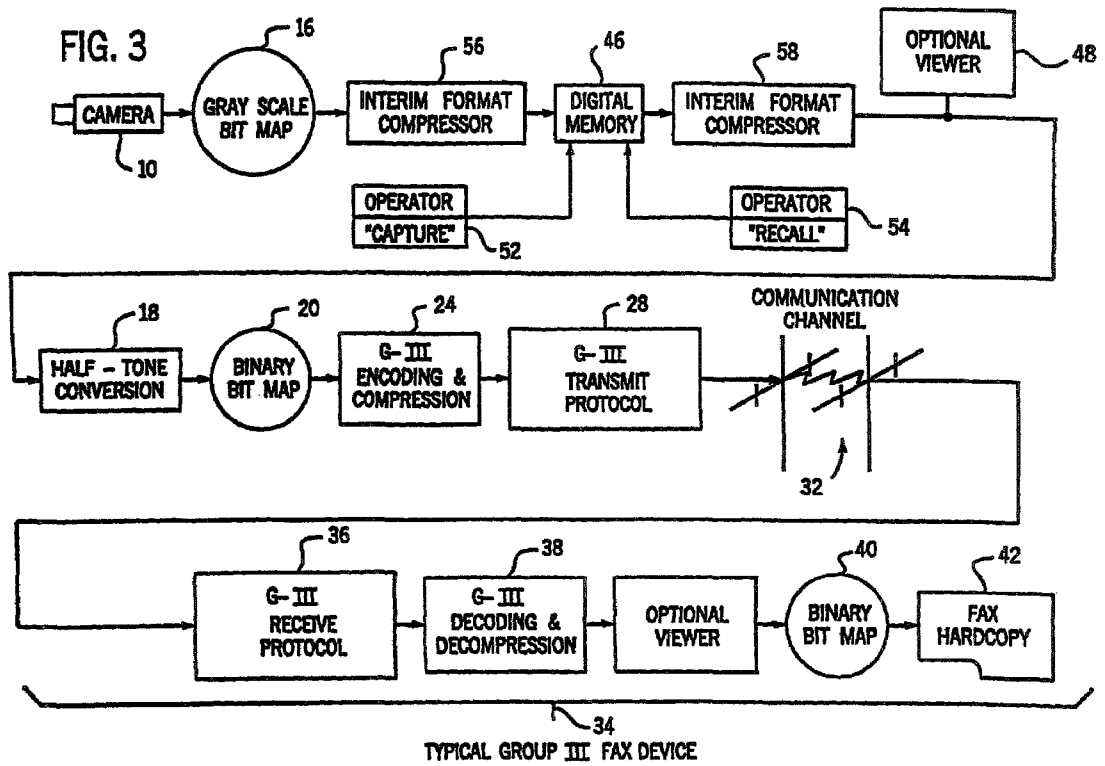 FIG. 3
16
56
46
58
OPTIONAL
VIEWER
48
CAMERA
10
GRAY SCALE
BIT MAP
INTERIM FORMAT
COMPRESSOR
DIGITAL
MEMORY
INTERIM FORMAT
COMPRESSOR
OPERATOR
"CAPTURE"
52
OPERATOR
"RECALL"
54
18
20
24
28
COMMUNICATION
CHANNEL
HALF - TONE
CONVERSION
BINARY
BIT MAP
G-III
ENCODING &
COMPRESSION
G-III
TRANSMIT
PROTOCOL
32
36
38
40
42
G-III
RECEIVE
PROTOCOL
G-III
DECODING &
DECOMPRESSION
OPTIONAL
VIEWER
BINARY
BIT MAP
FAX
HARDCOPY
34
TYPICAL GROUP III FAX DEVICE